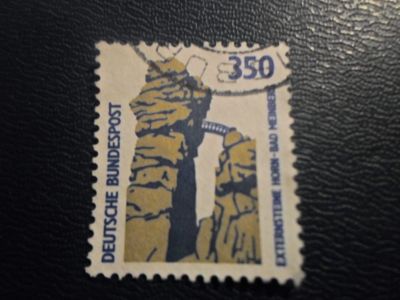 350
DEUTSCHE BUNDESPOST
EXTERNSTEINE HORN-BAD MEINBERG